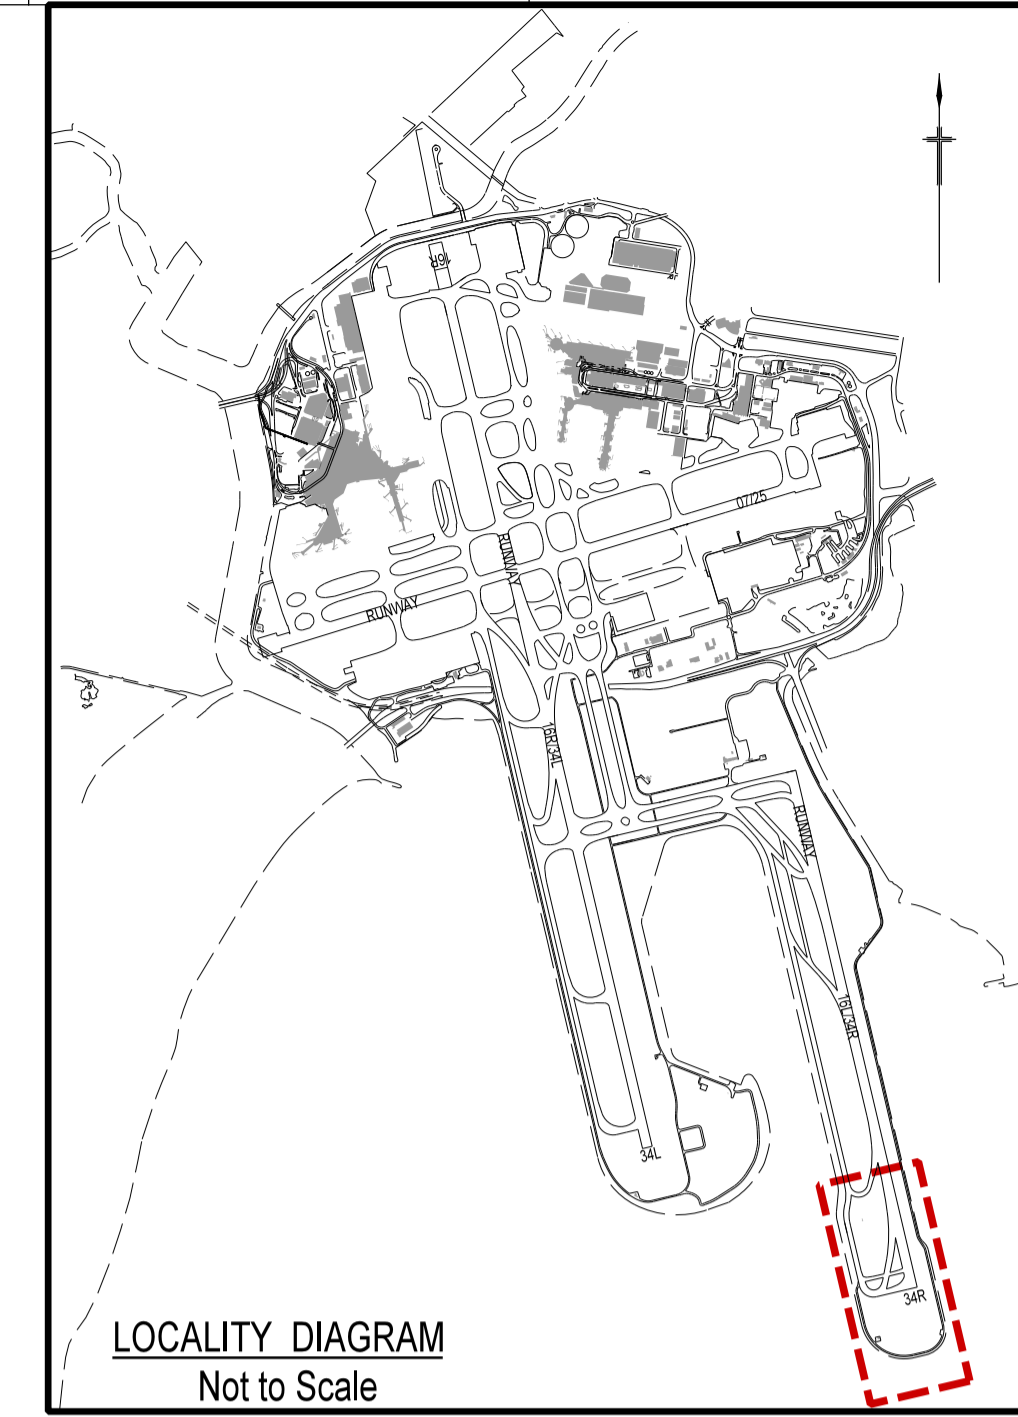 16R
07/25
RUNWAY
RUNWAY
16R/34L
RUNWAY
16L/34R
34L
34R
LOCALITY DIAGRAM
Not to Scale